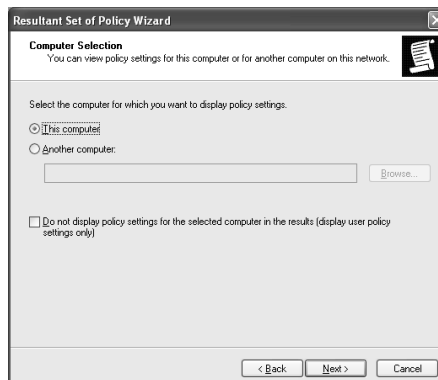 Resultant Set of Policy Wizard
Computer Selection
You can view policy settings for this computer or for another computer on this network.
Select the computer for which you want to display policy settings.
This computer
Another computer:
Browse...
Do not display policy settings for the selected computer in the results (display user policy
settings only)
< Back
Next >
Cancel